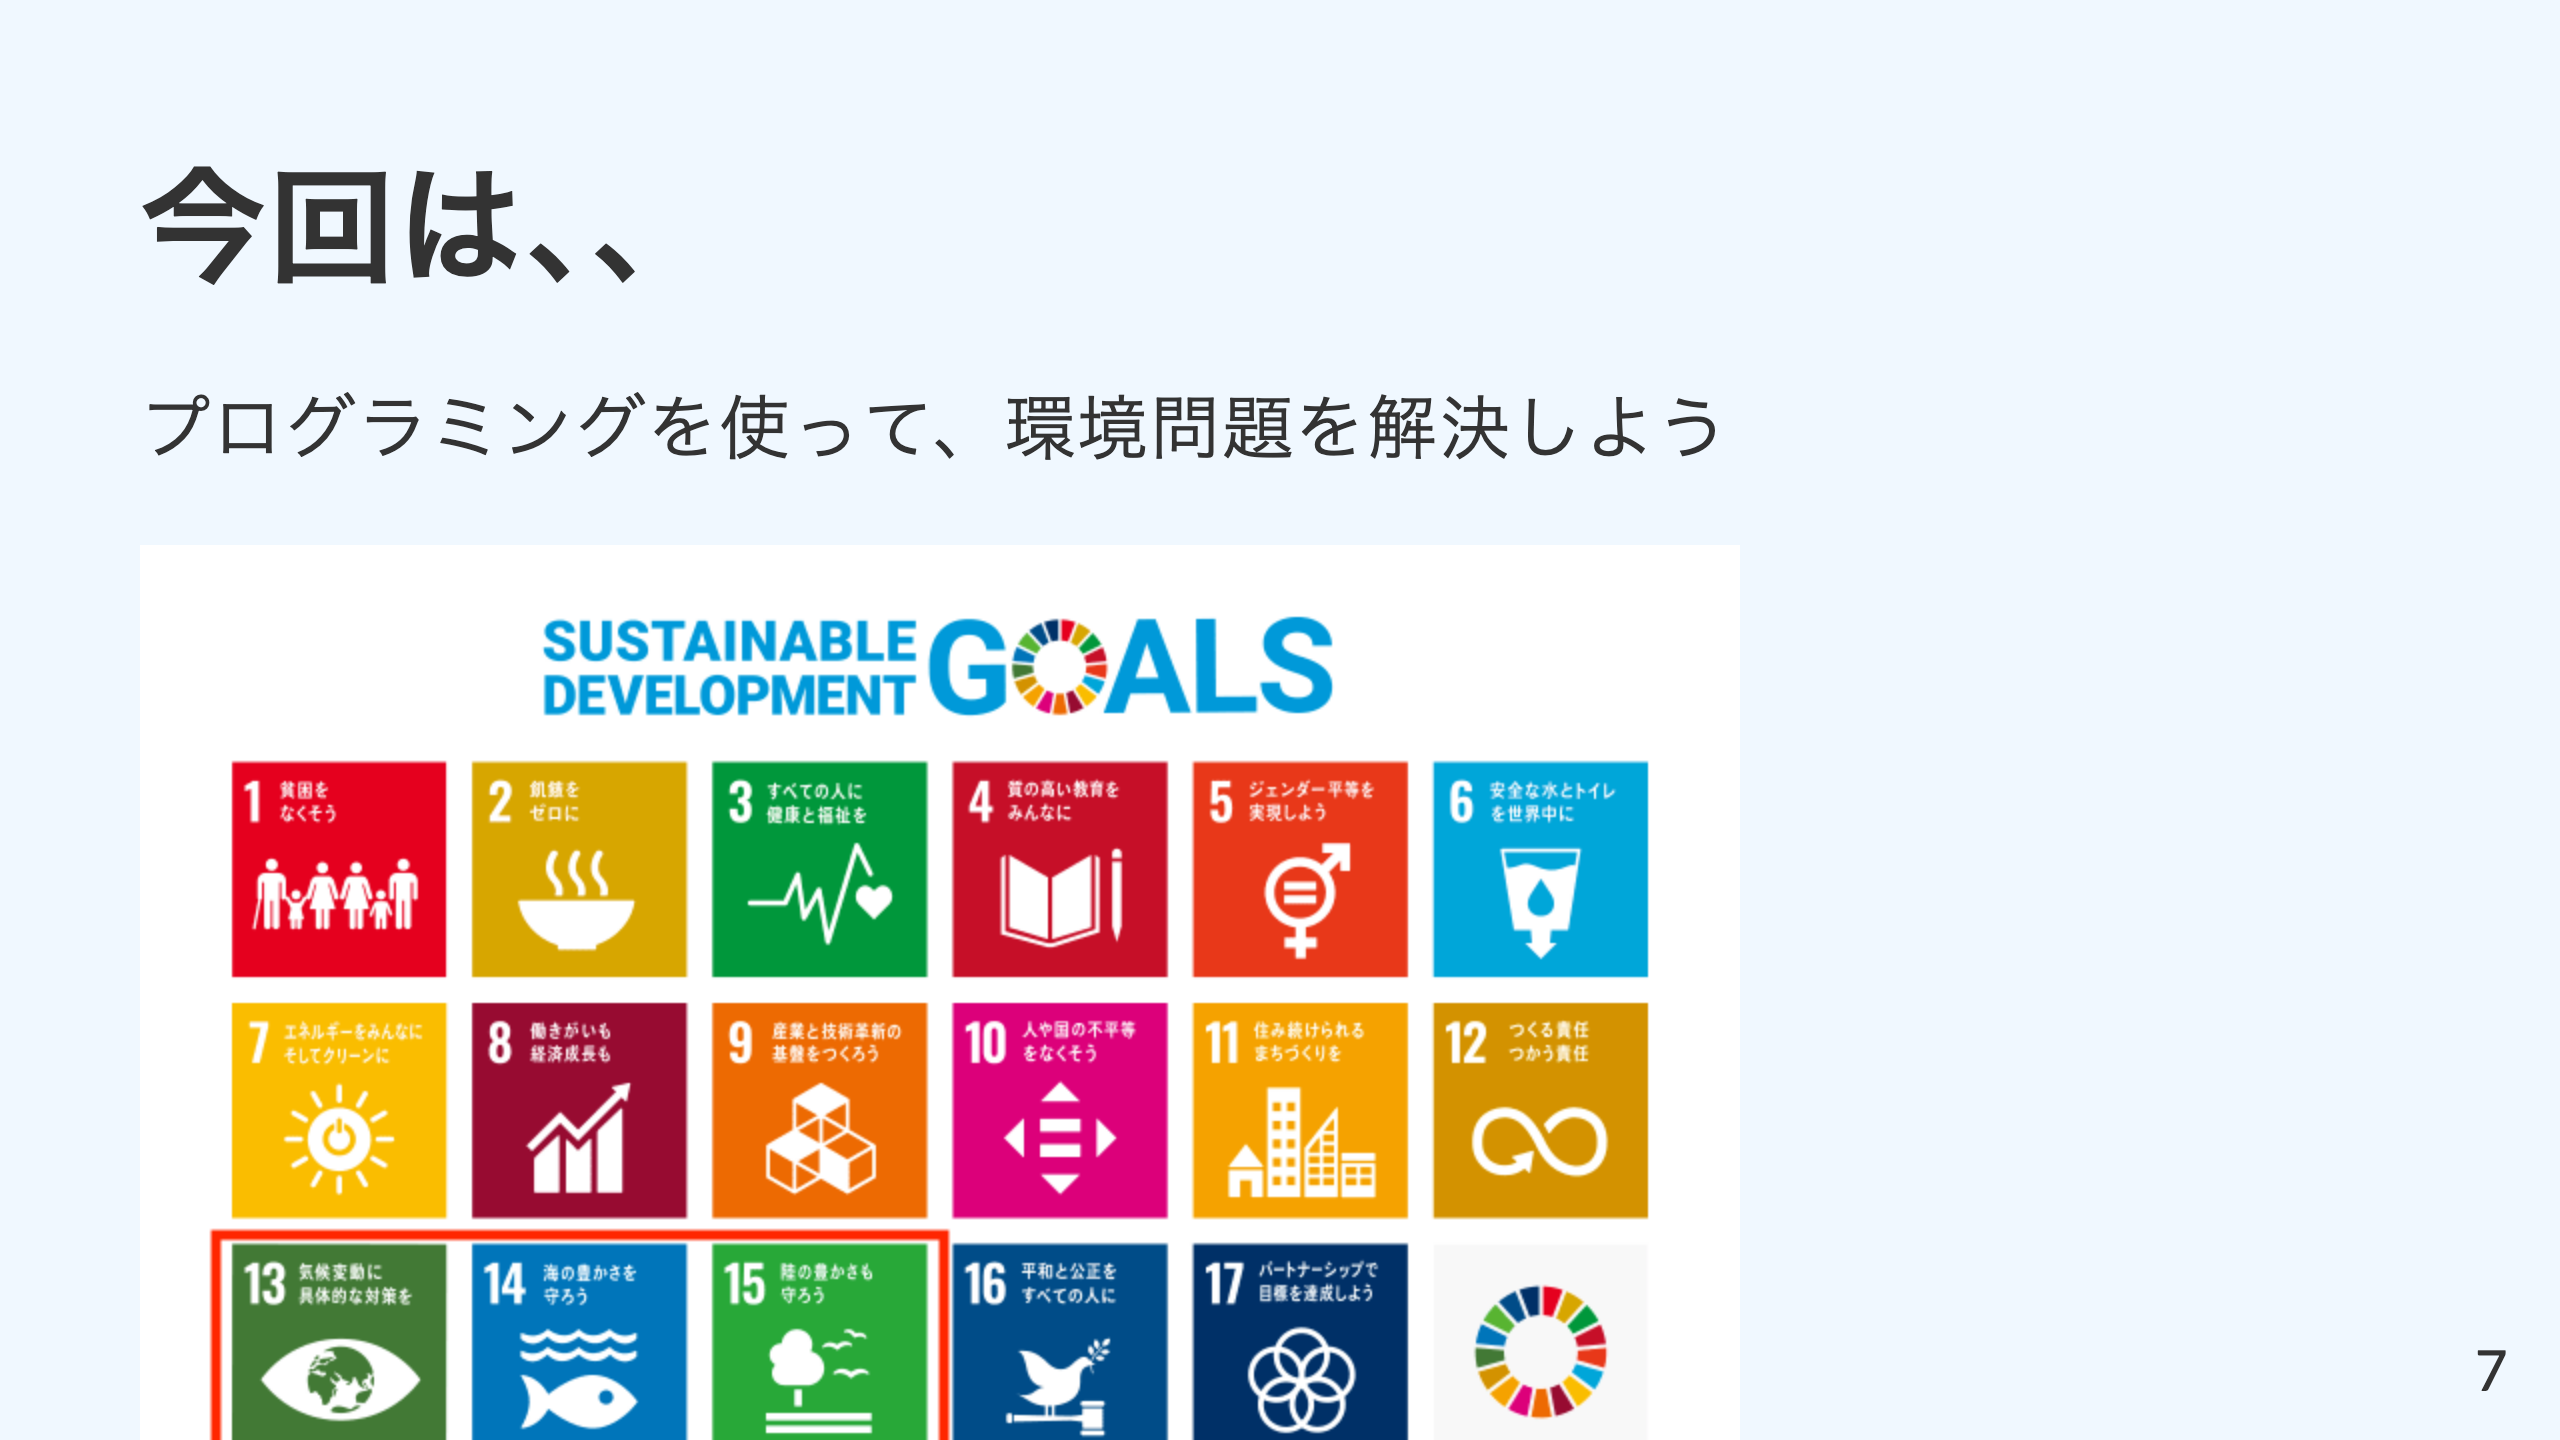 今回は、、
プログラミングを使って、環境問題を解決しよう
SUSTAINABLE
DEVELOPMENT
GOALS
1 貧困を
なくそう
2 飢餓を
ゼロに
3 すべての人に
健康と福祉を
4 質の高い教育を
みんなに
5 ジェンダー平等を
実現しよう
6 安全な水とトイレ
を世界中に
7 エネルギーをみんなに
そしてクリーンに
8 働きがいも
経済成長も
9 産業と技術革新の
基盤をつくろう
10 人や国の不平等
をなくそう
11 住み続けられる
まちづくりを
12 つくる責任
つかう責任
13 気候変動に
具体的な対策を
14 海の豊かさを
守ろう
15 陸の豊かさも
守ろう
16 平和と公正を
すべての人に
17 パートナーシップで
目標を達成しよう
7